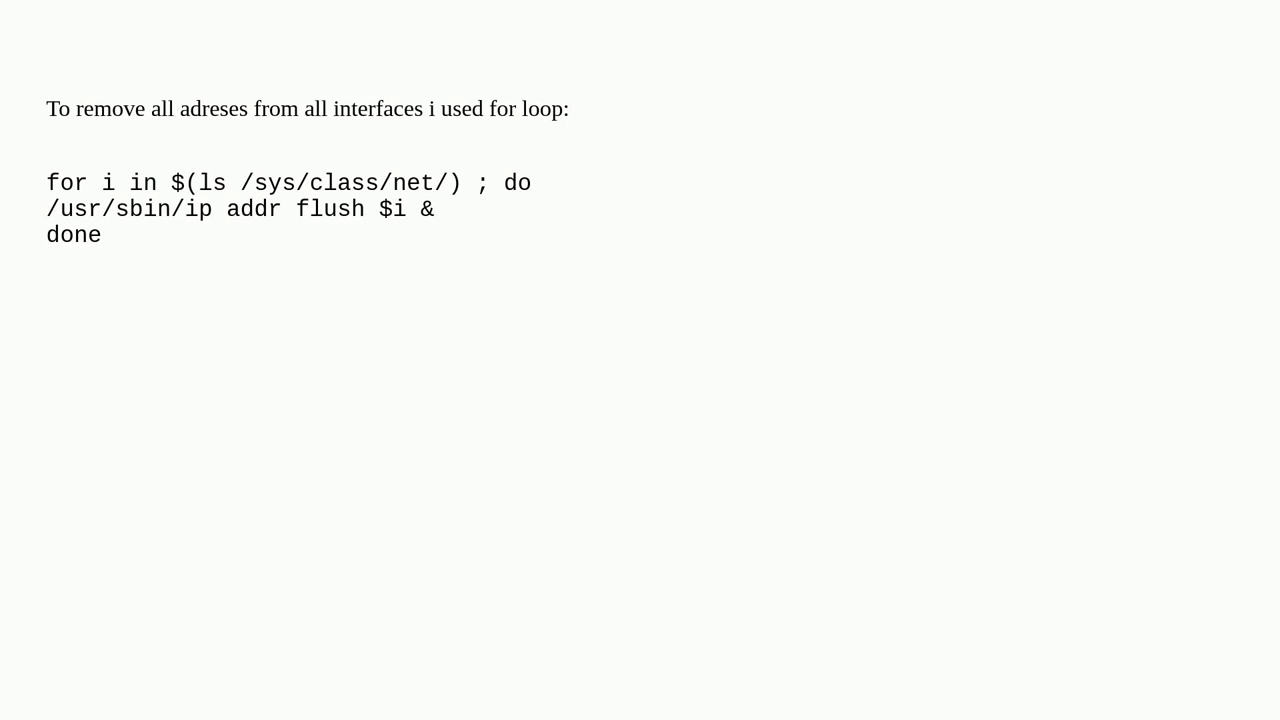 To remove all adreses from all interfaces i used for loop:
for i in $(ls /sys/class/net/) ; do
/usr/sbin/ip addr flush $i &
done